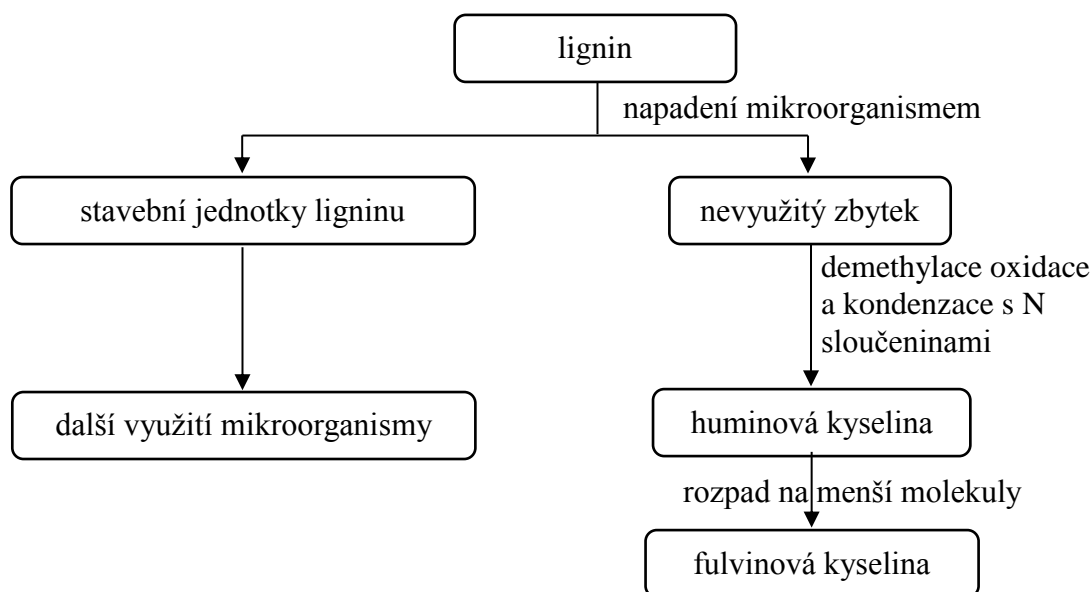 lignin
napadení mikroorganismem
stavební jednotky ligninu
nevyužitý zbytek
demethylace oxidace
a kondenzace s N
sloučeninami
další využití mikroorganismy
huminová kyselina
rozpad na menší molekuly
fulvinová kyselina